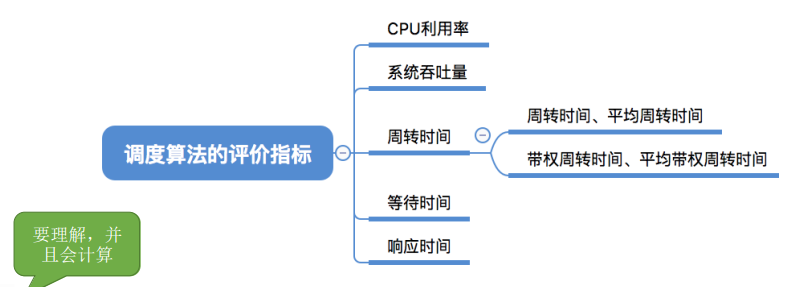 CPU利用率
系统吞吐量
调度算法的评价指标
周转时间
周转时间、平均周转时间
带权周转时间、平均带权周转时间
等待时间
响应时间
要理解，并
且会计算